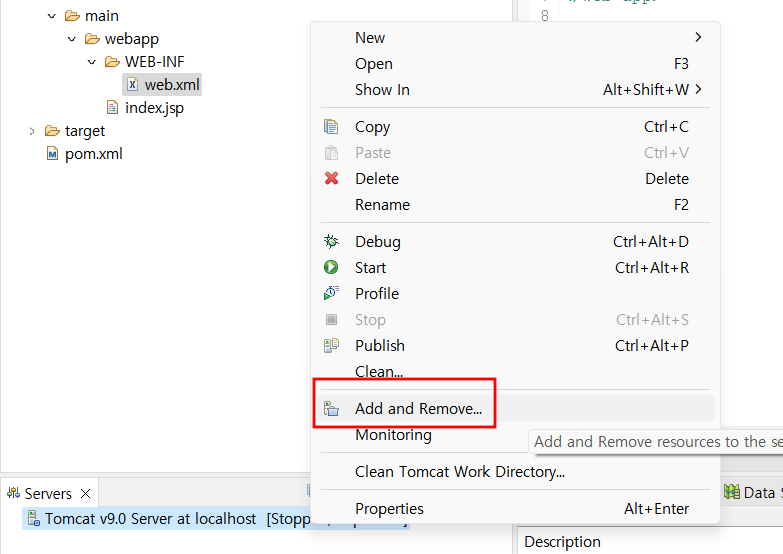 main
webapp
WEB-INF
web.xml
index.jsp
target
pom.xml
8
New
Open F3
Show In Alt+Shift+W
Copy Ctrl+C
Paste Ctrl+V
Delete Delete
Rename F2
Debug Ctrl+Alt+D
Start Ctrl+Alt+R
Profile
Stop Ctrl+Alt+S
Publish Ctrl+Alt+P
Clean...
Add and Remove...
Monitoring
Add and Remove resources to the se
Clean Tomcat Work Directory...
Properties Alt+Enter
Servers
Tomcat v9.0 Server at localhost [Stopp
Data S
Description